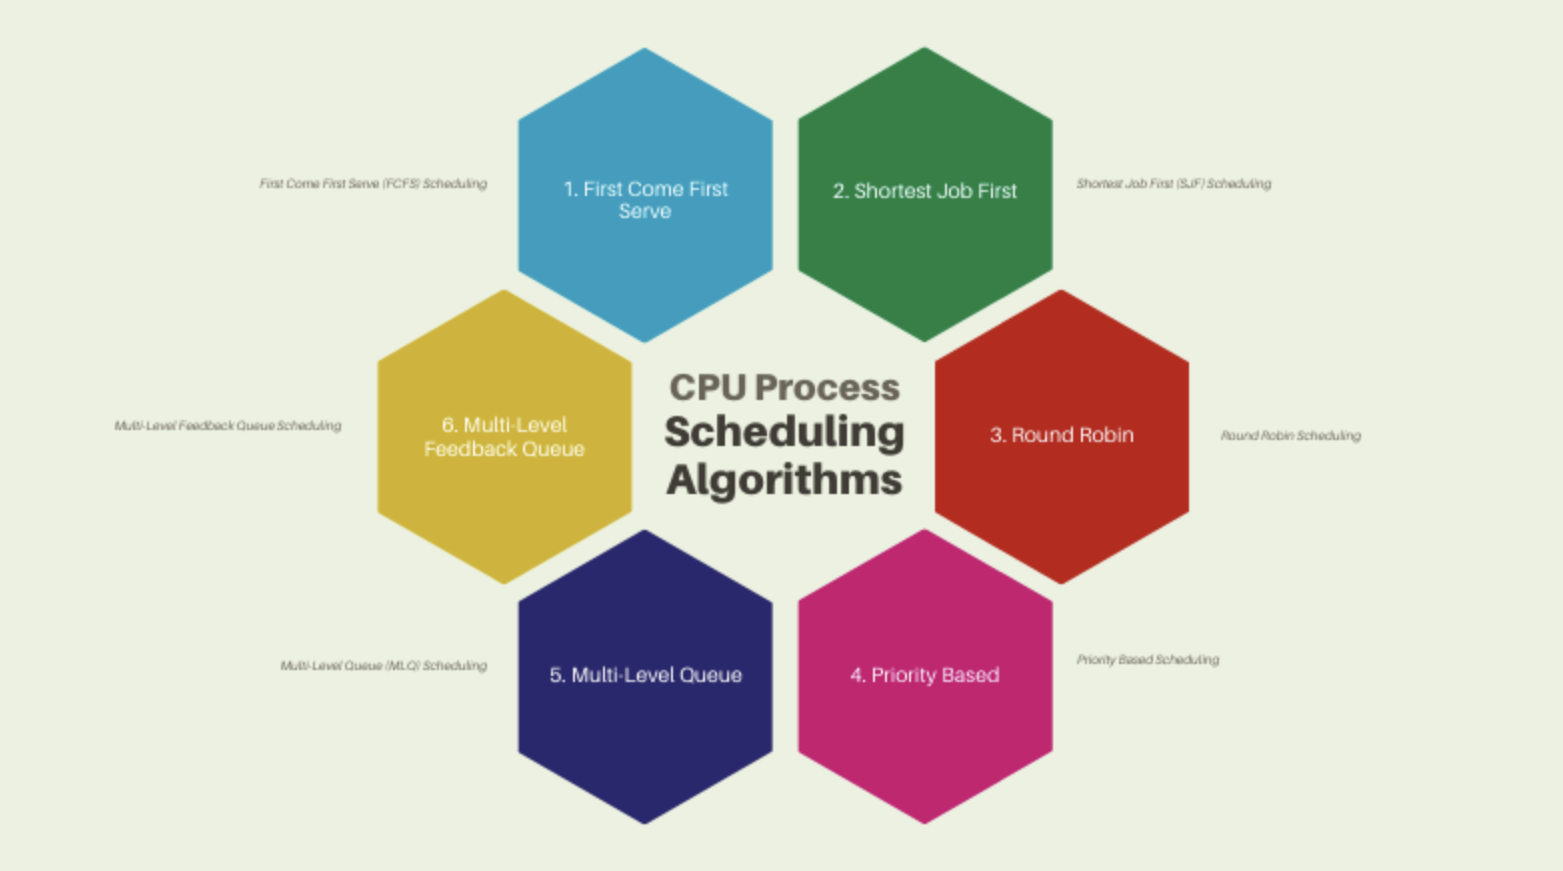 First Come First Serve (FCFS) Scheduling
1. First Come First
Serve
2. Shortest Job First
Shortest Job First (SJF) Scheduling
Multi-Level Feedback Queue Scheduling
6. Multi-Level
Feedback Queue
CPU Process
Scheduling
Algorithms
3. Round Robin
Round Robin Scheduling
Multi-Level Queue (MLQ) Scheduling
5. Multi-Level Queue
4. Priority Based
Priority Based Scheduling